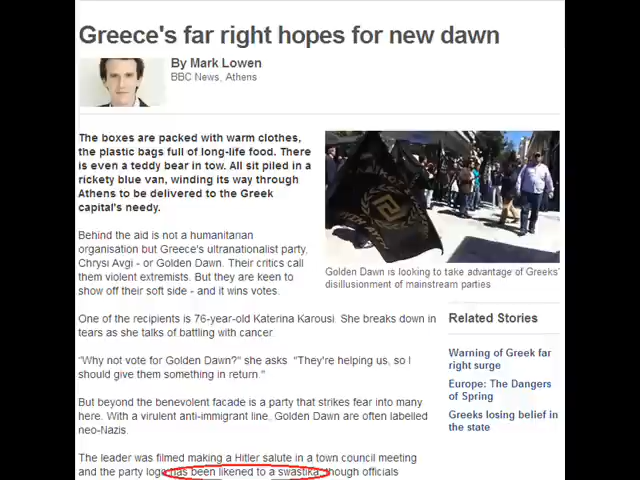 Greece's far right hopes for new dawn
By Mark Lowen
BBC News, Athens
The boxes are packed with warm clothes,
the plastic bags full of long-life food. There
is even a teddy bear in tow. All sit piled in a
rickety blue van, winding its way through
Athens to be delivered to the Greek
capital's needy.
Behind the aid is not a humanitarian
organisation but Greece's ultranationalist party,
Chrysi Avgi - or Golden Dawn. Their critics call
them violent extremists. But they are keen to
show off their soft side - and it wins votes.
Golden Dawn is looking to take advantage of Greeks'
disillusionment of mainstream parties
One of the recipients is 76-year-old Katerina Karousi. She breaks down in
tears as she talks of battling with cancer.
"Why not vote for Golden Dawn?" she asks "They're helping us, so I
should give them something in return."
But beyond the benevolent facade is a party that strikes fear into many
here. With a virulent anti-immigrant line, Golden Dawn are often labelled
neo-Nazis.
The leader was filmed making a Hitler salute in a town council meeting
and the party logo has been likened to a swastika, though officials
Related Stories
Warning of Greek far
right surge
Europe: The Dangers
of Spring
Greeks losing belief in
the state